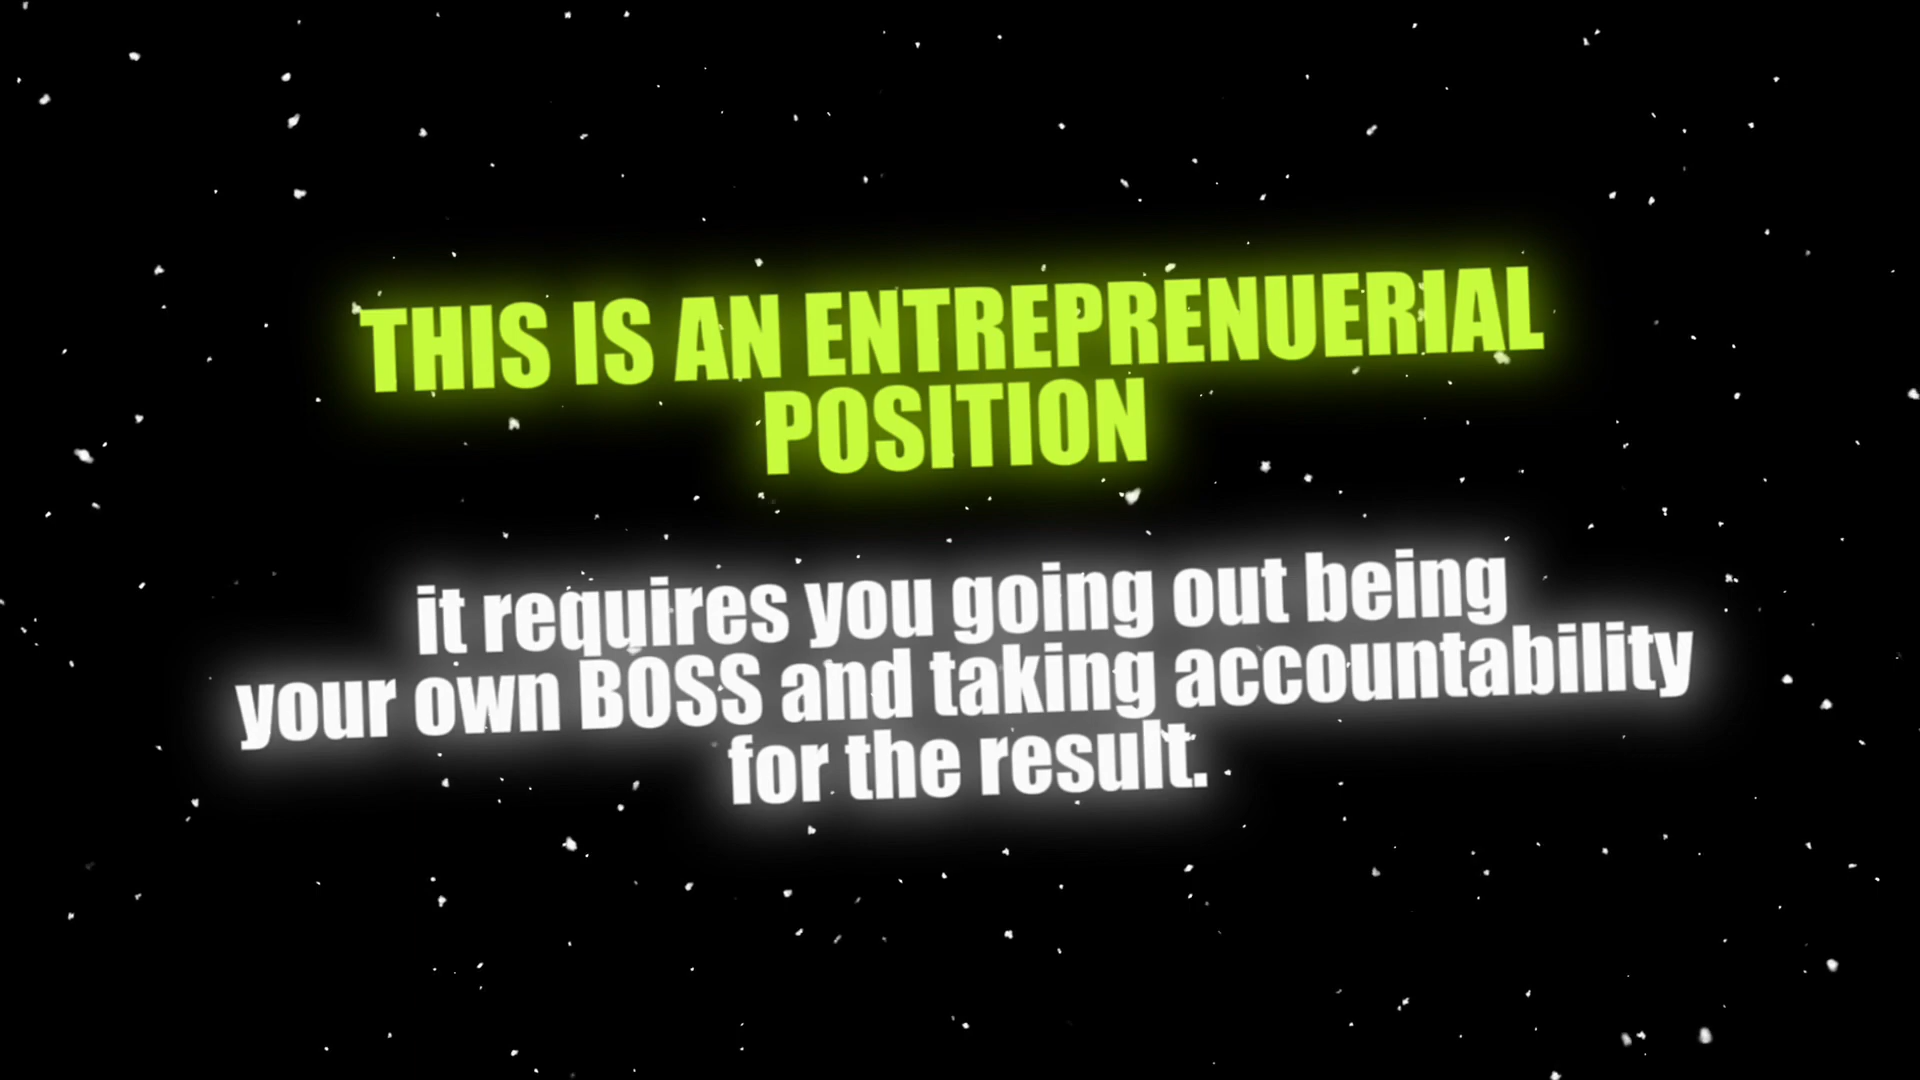 THIS IS AN ENTREPRENUERIAL
POSITION
it requires you going out being
your own BOSS and taking accountability
for the result.